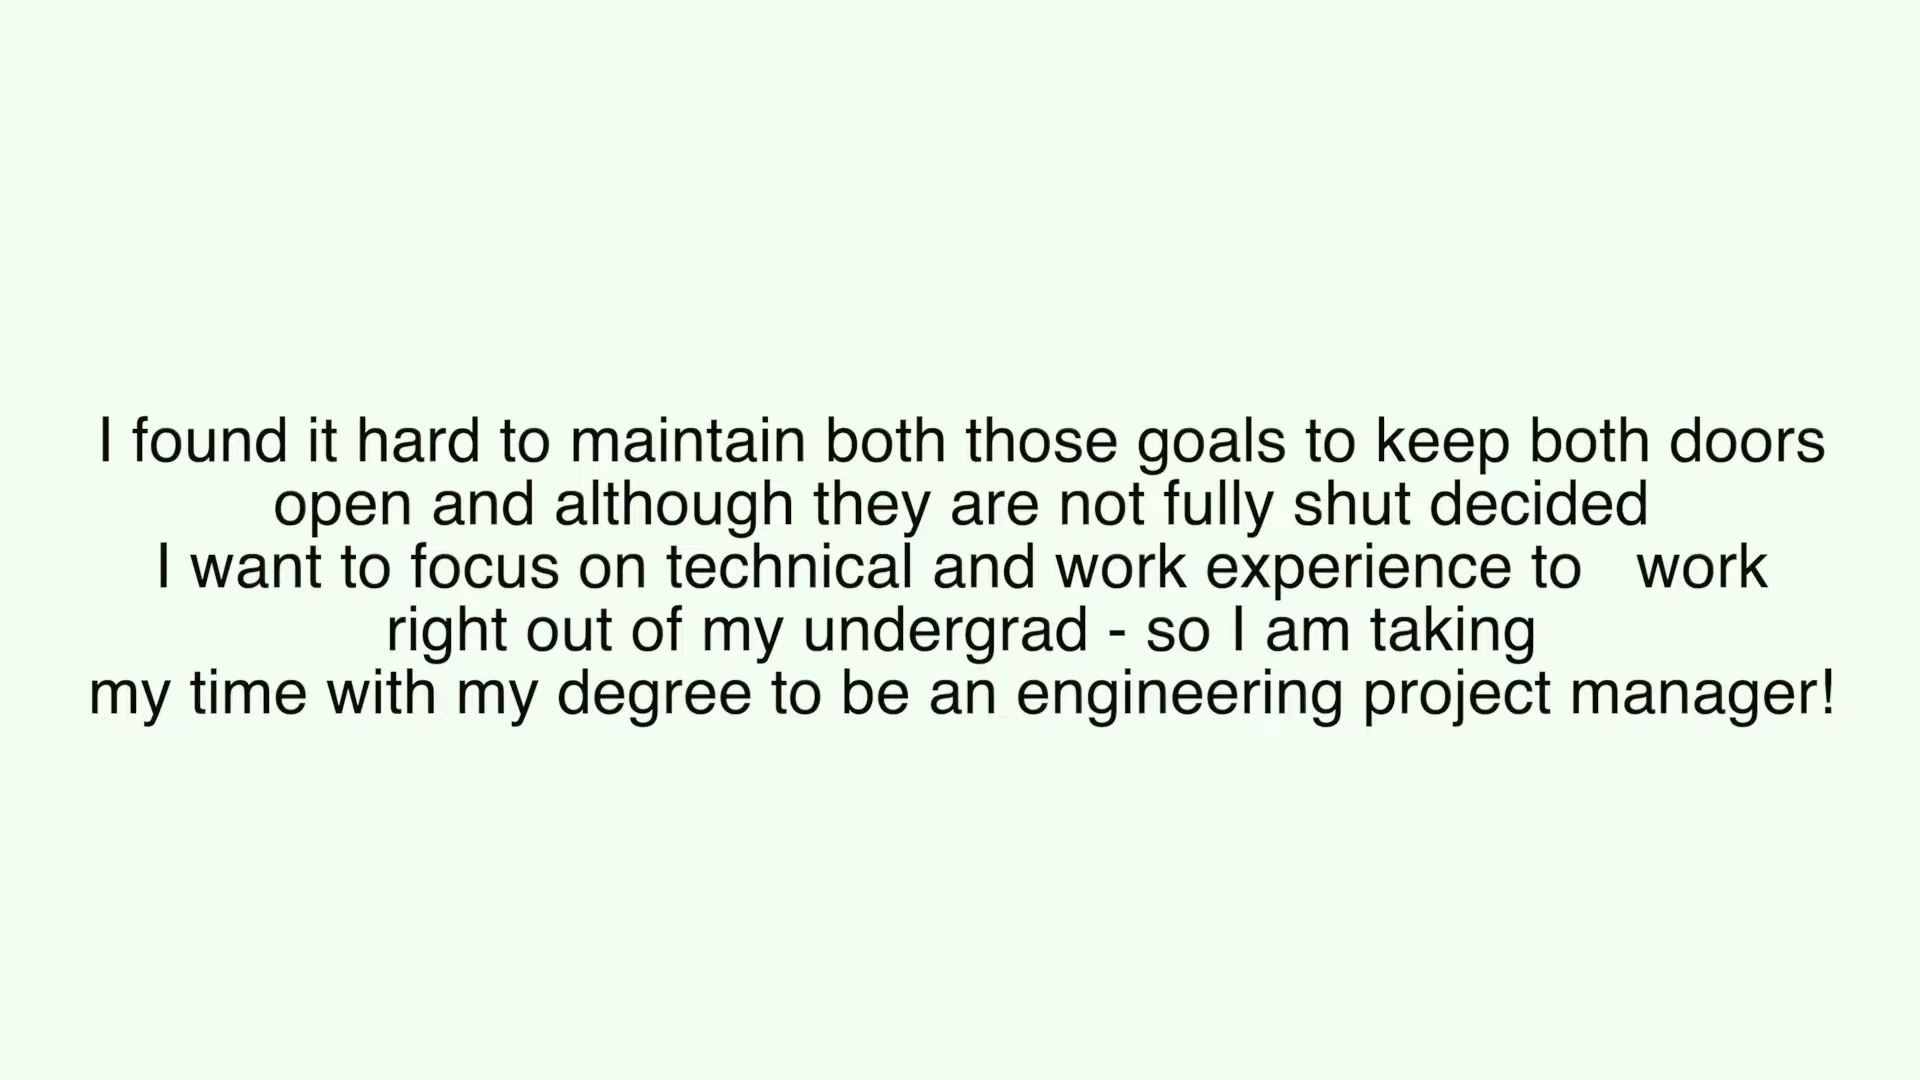 I found it hard to maintain both those goals to keep both doors
open and although they are not fully shut decided
I want to focus on technical and work experience to   work
right out of my undergrad - so I am taking
my time with my degree to be an engineering project manager!